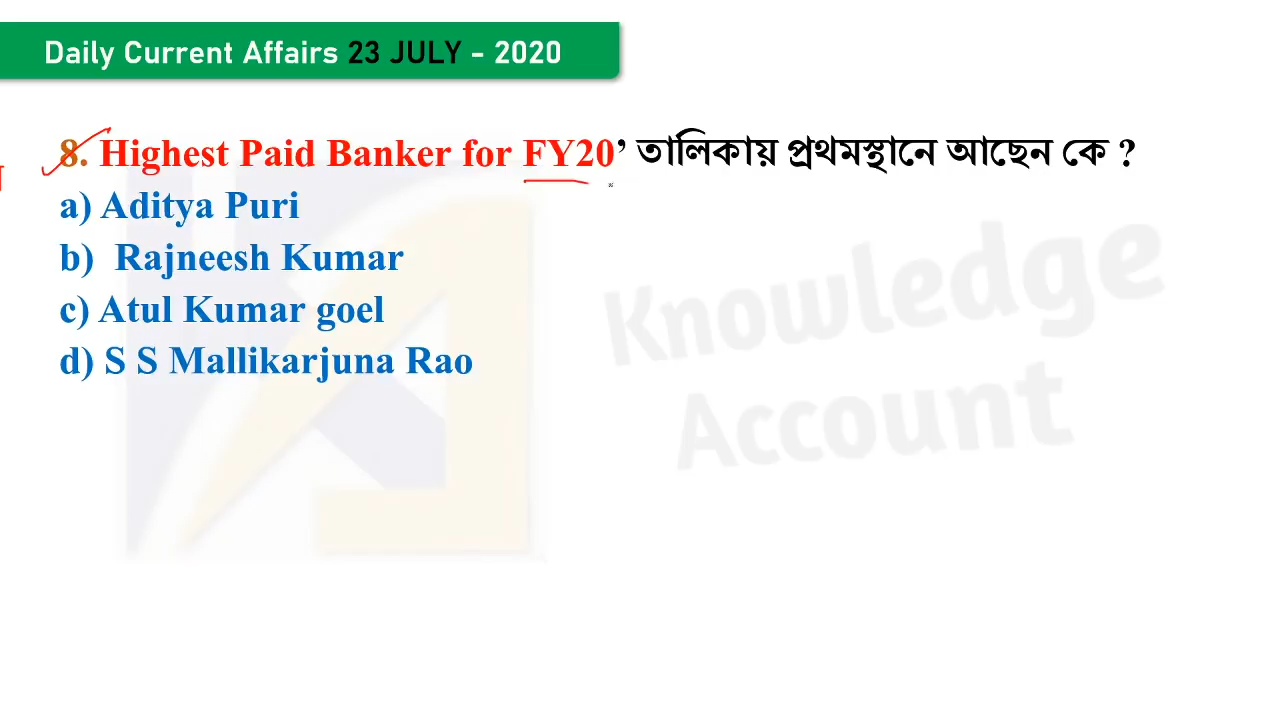 Daily Current Affairs 23 JULY - 2020
8. Highest Paid Banker for FY20’ তালিকায় প্রথমস্থানে আছেন কে ?
a) Aditya Puri
b) Rajneesh Kumar
c) Atul Kumar goel
d) S S Mallikarjuna Rao
Knowledge
Account